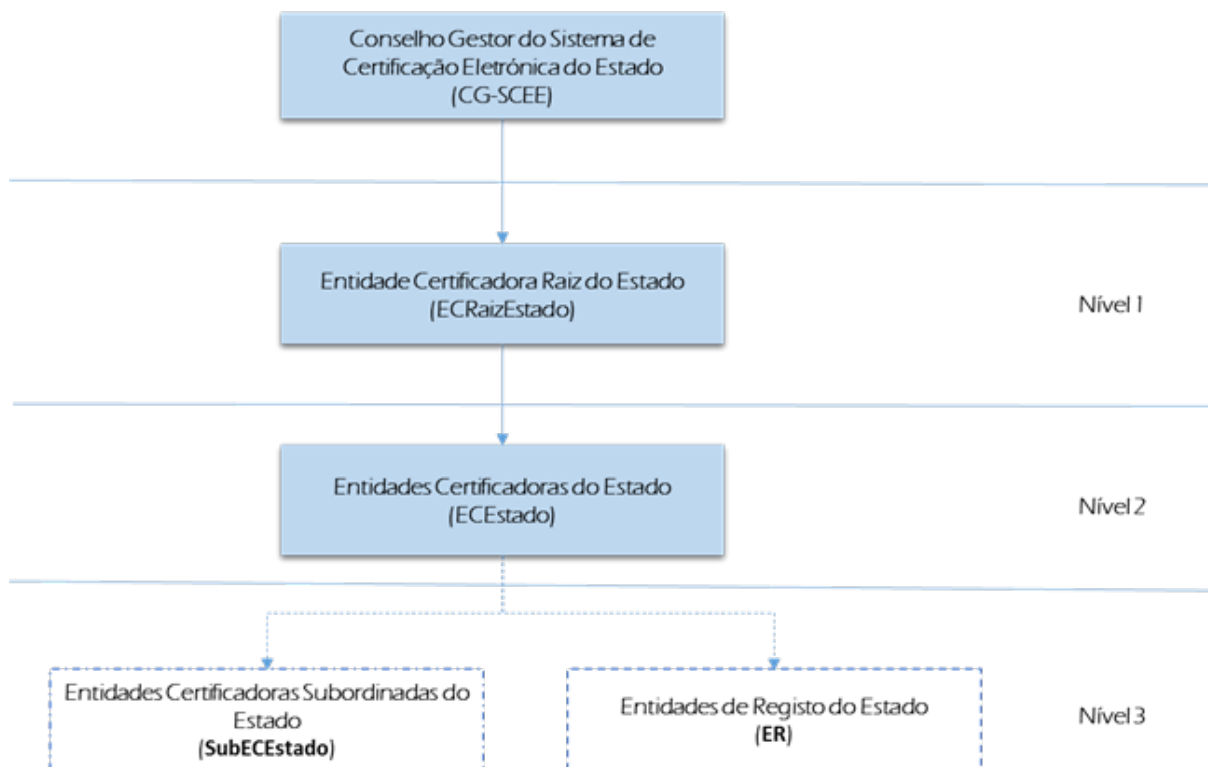 Conselho Gestor do Sistema de
Certificação Eletrónica do Estado
(CG-SCEE)
Entidade Certificadora Raiz do Estado
(ECRaizEstado)
Nível 1
Entidades Certificadoras do Estado
(ECEstado)
Nível 2
Entidades Certificadoras Subordinadas do
Estado
(SubECEstado)
Entidades de Registo do Estado
(ER)
Nível 3